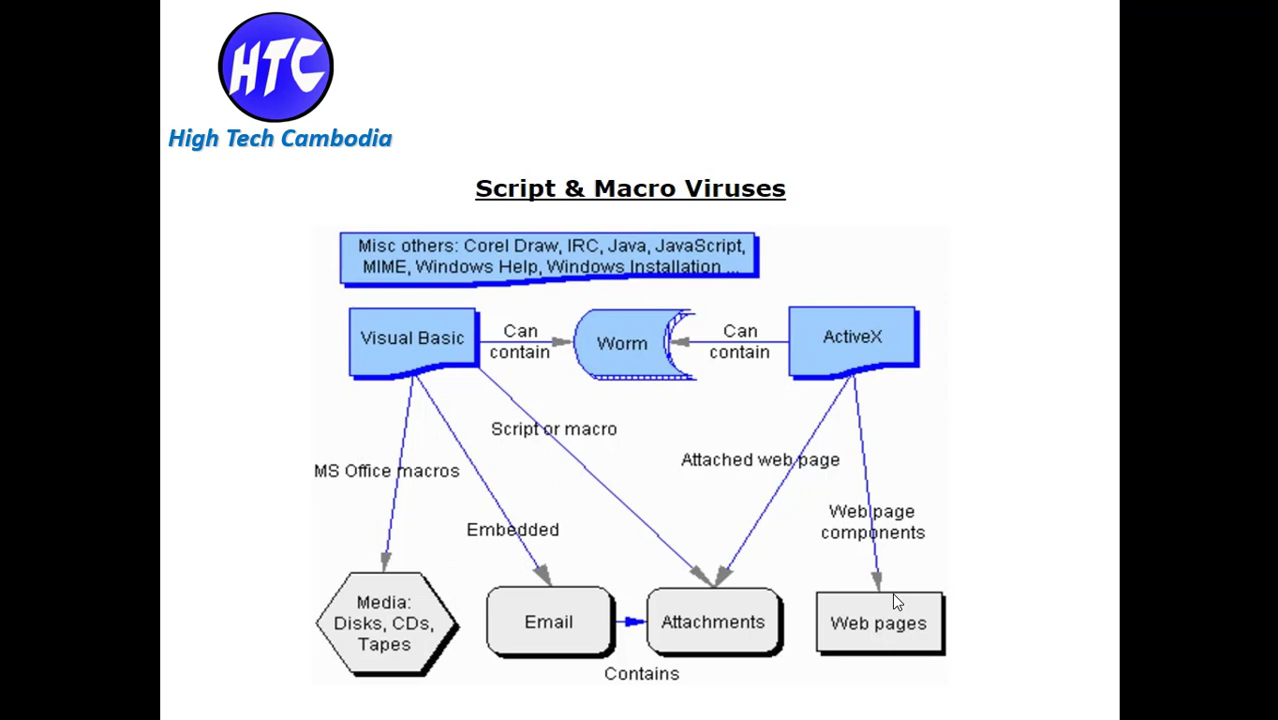 HTC
High Tech Cambodia
Script & Macro Viruses
Misc others: Corel Draw, IRC, Java, JavaScript,
MIME, Windows Help, Windows Installation ...
Visual Basic
Can
contain
Worm
Can
contain
ActiveX
Script or macro
Attached web page
MS Office macros
Web page
components
Embedded
Media:
Disks, CDs,
Tapes
Email
Attachments
Web pages
Contains